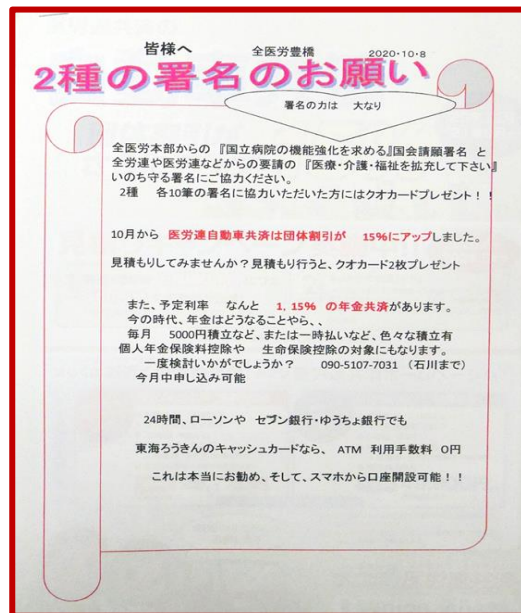 皆様へ 全医労豊橋 2020・10・8
2種の署名のお願い
署名の力は 大なり
全医労本部からの 『国立病院の機能強化を求める』国会請願署名 と
全労連や医労連などからの要請の 『医療・介護・福祉を拡充して下さい』
いのち守る署名にご協力ください。
2種 各10筆の署名に協力いただいた方にはクオカードプレゼント！！
10月から 医労連自動車共済は団体割引が 15%にアップしました。
見積もりしてみませんか？見積もり行うと、クオカード2枚プレゼント
また、予定利率 なんと 1，15% の年金共済があります。
今の時代、年金はどうなることやら、、
毎月 5000円積立など、または一時払いなど、色々な積立有
個人年金保険料控除や 生命保険控除の対象にもなります。
一度検討いかがでしょうか？ 090-5107-7031 （石川まで）
今月中申し込み可能
24時間、ローソンや セブン銀行・ゆうちょ銀行でも
東海ろうきんのキャッシュカードなら、 ATM 利用手数料 0円
これは本当にお勧め、そして、スマホから口座開設可能！！